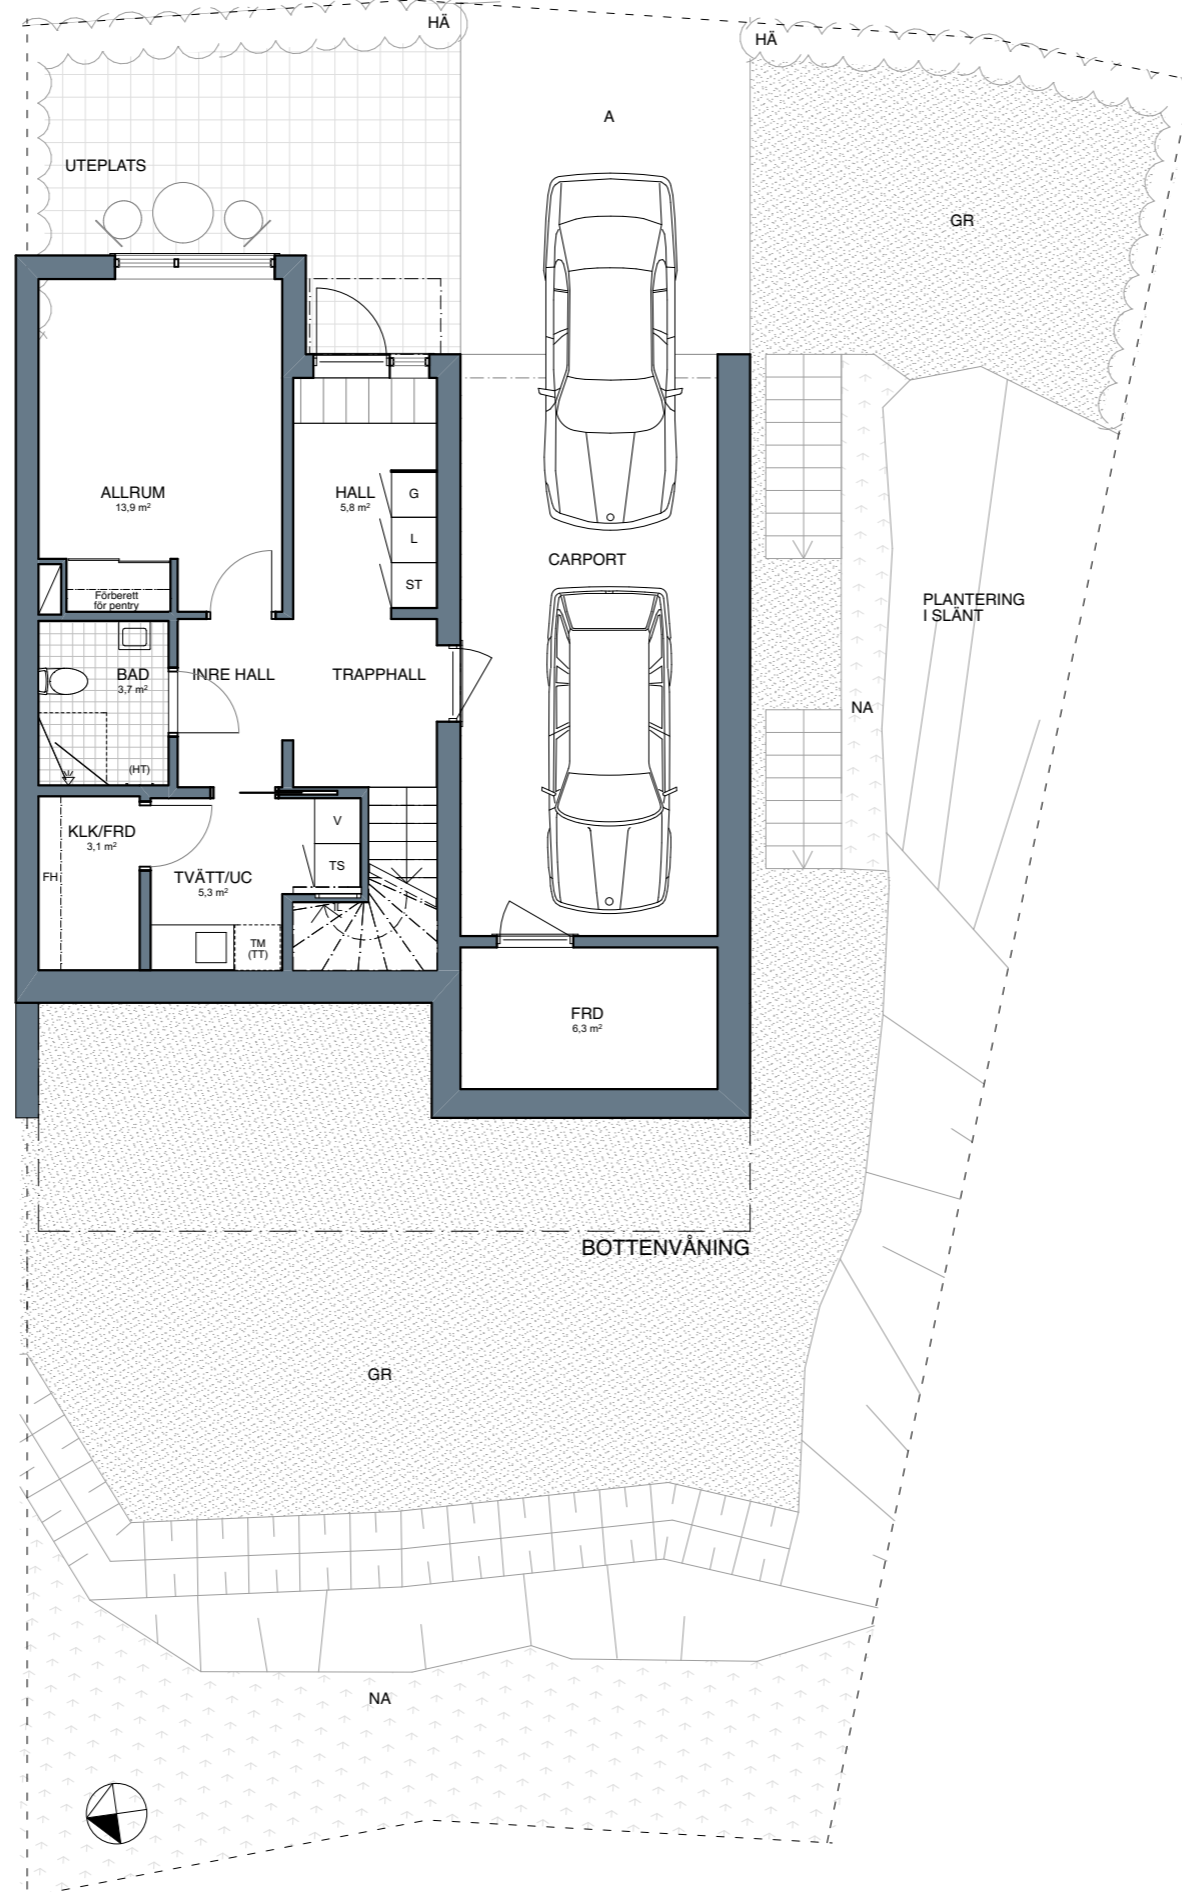 HÄ
HÄ
A
UTEPLATS
GR
ALLRUM
13,9 m²
HALL
5,8 m²
G
L
ST
CARPORT
Förberett
för pentry
PLANTERING
I SLÄNT
BAD
3,7 m²
INRE HALL
TRAPPHALL
NA
(HT)
V
KLK/FRD
3,1 m²
TS
FH
TVÄTT/UC
5,3 m²
TM
(TT)
FRD
6,3 m²
BOTTENVÅNING
GR
NA